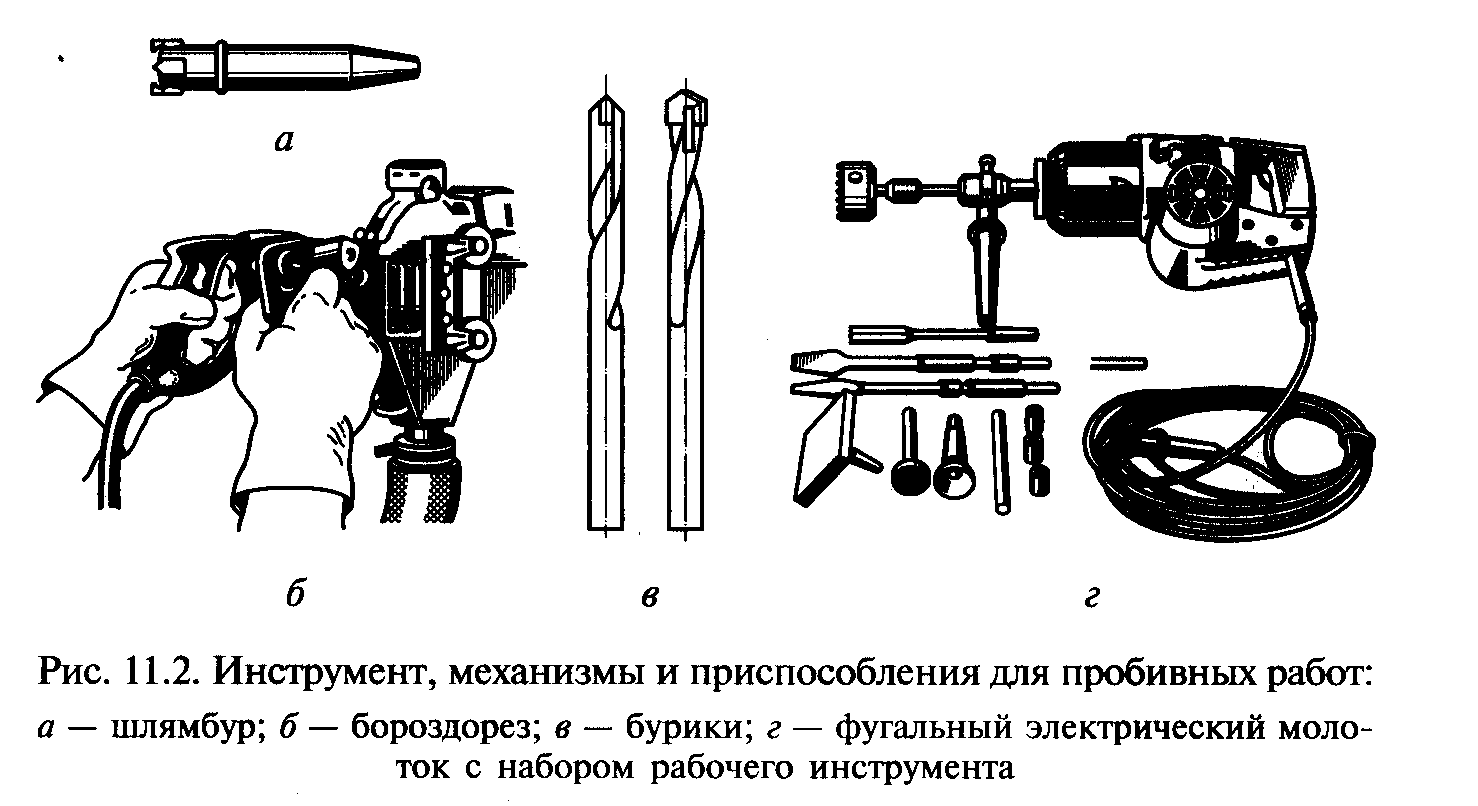 а
б
в
г
Рис. 11.2. Инструмент, механизмы и приспособления для пробивных работ:
а — шлямбур; б — бороздорез; в — бурики; г — фугальный электрический моло-
ток с набором рабочего инструмента